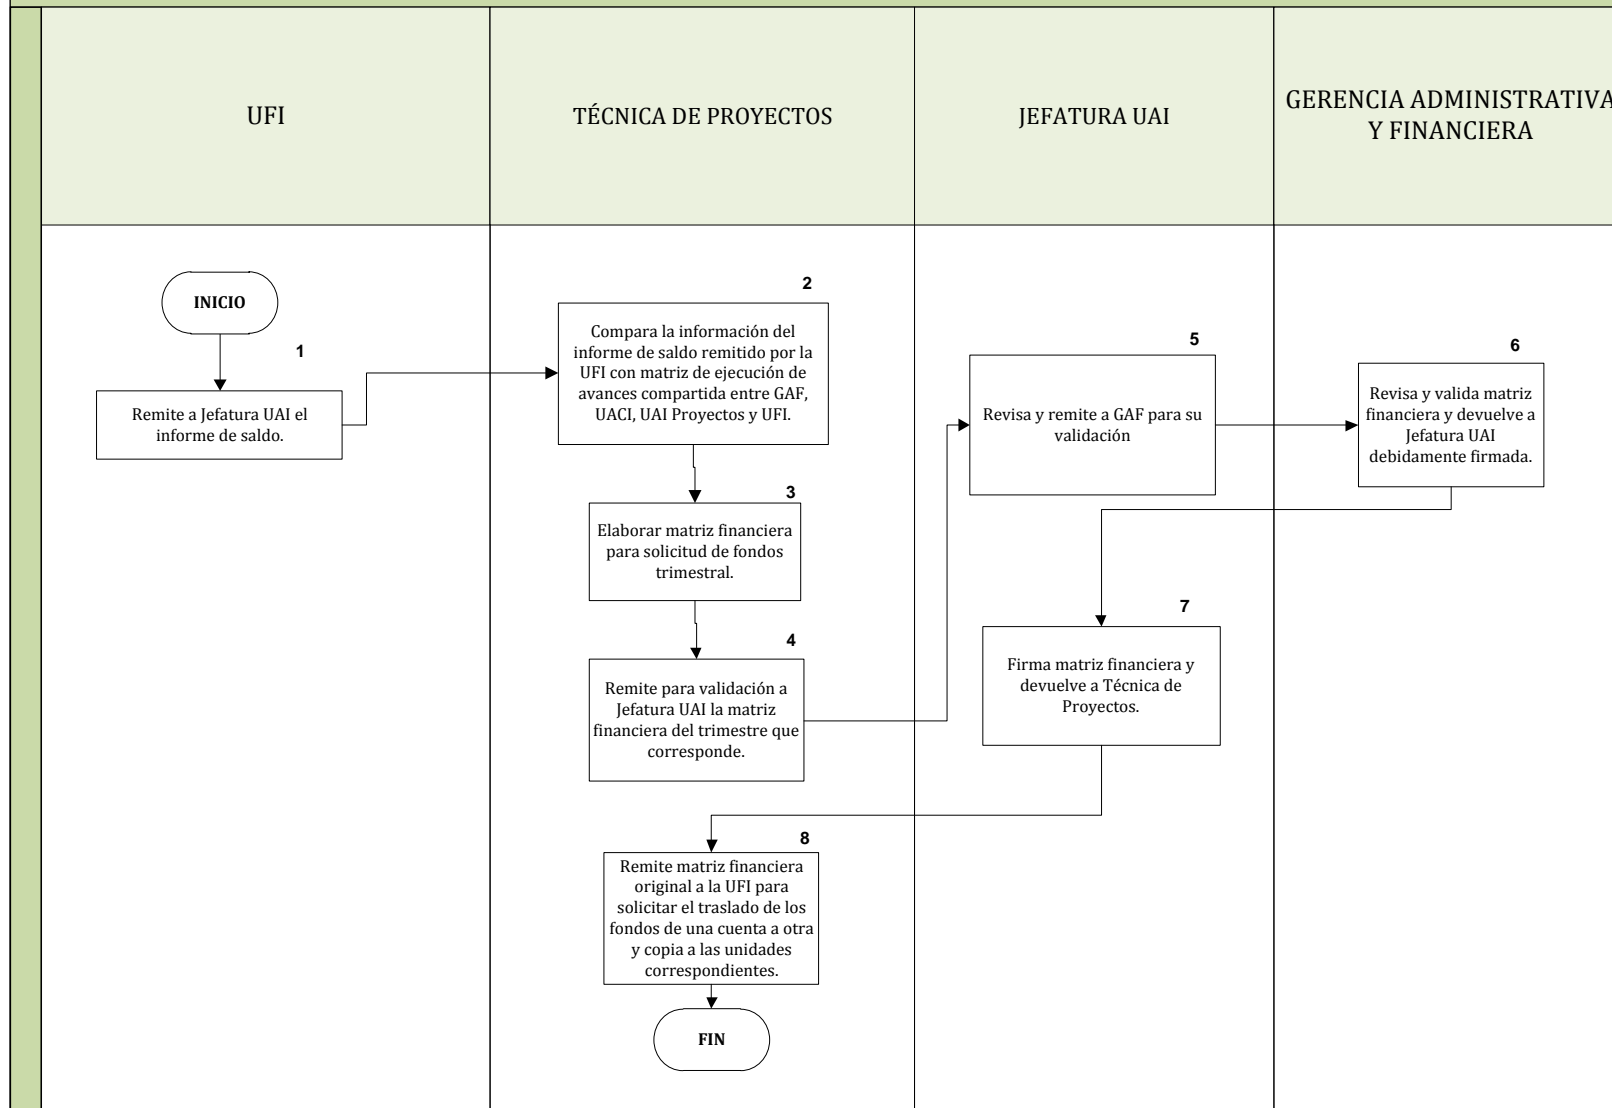 UFI
TÉCNICA DE PROYECTOS
JEFATURA UAI
GERENCIA ADMINISTRATIVA
Y FINANCIERA
INICIO
1
Remite a Jefatura UAI el
informe de saldo.
2
Compara la información del
informe de saldo remitido por la
UFI con matriz de ejecución de
avances compartida entre GAF,
UACI, UAI Proyectos y UFI.
3
Elaborar matriz financiera
para solicitud de fondos
trimestral.
4
Remite para validación a
Jefatura UAI la matriz
financiera del trimestre que
corresponde.
5
Revisa y remite a GAF para su
validación
6
Revisa y valida matriz
financiera y devuelve a
Jefatura UAI
debidamente firmada.
7
Firma matriz financiera y
devuelve a Técnica de
Proyectos.
8
Remite matriz financiera
original a la UFI para
solicitar el traslado de los
fondos de una cuenta a otra
y copia a las unidades
correspondientes.
FIN